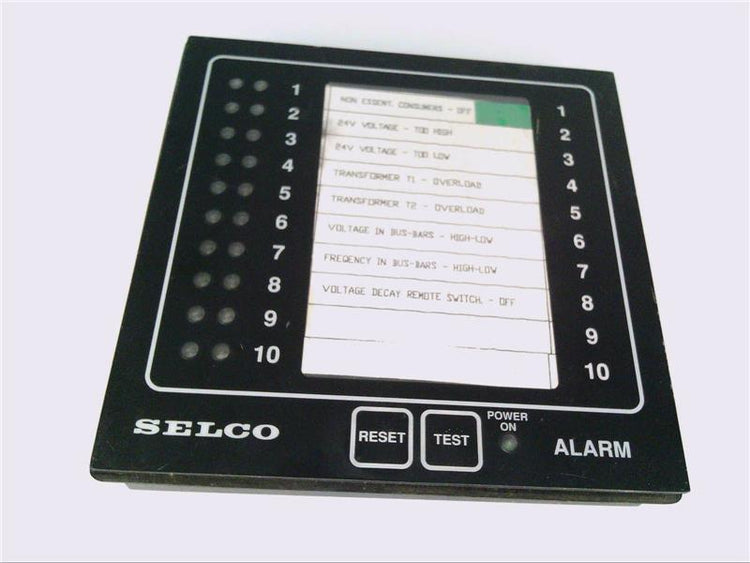 1 NON ESSENT. CONSUMERS - OFF 1
2 24V VOLTAGE - TOO HIGH 2
3 24V VOLTAGE - TOO LOW 3
4 TRANSFORMER T1 - OVERLOAD 4
5 TRANSFORMER T2 - OVERLOAD 5
6 VOLTAGE IN BUS-BARS - HIGH-LOW 6
7 FREQENCY IN BUS-BARS - HIGH-LOW 7
8 VOLTAGE DECAY REMOTE SWITCH. - OFF 8
9 9
10 10
SELCO
RESET
TEST
POWER
ON
ALARM